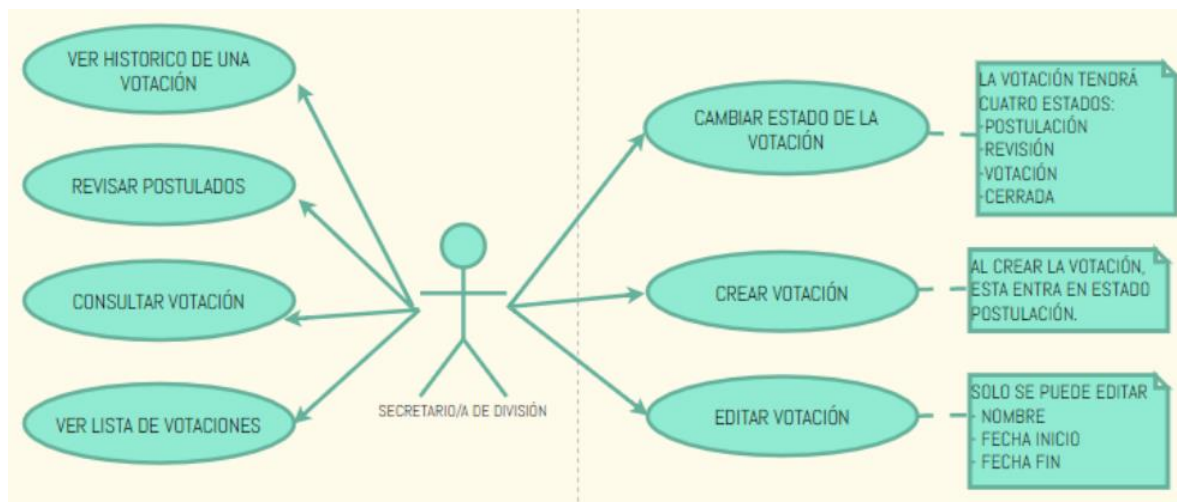 VER HISTORICO DE UNA
VOTACIÓN
REVISAR POSTULADOS
CONSULTAR VOTACIÓN
VER LISTA DE VOTACIONES
SECRETARIO/A DE DIVISIÓN
CAMBIAR ESTADO DE LA
VOTACIÓN
LA VOTACIÓN TENDRÁ
CUATRO ESTADOS:
-POSTULACIÓN
-REVISIÓN
-VOTACIÓN
-CERRADA
CREAR VOTACIÓN
AL CREAR LA VOTACIÓN,
ESTA ENTRA EN ESTADO
POSTULACIÓN.
EDITAR VOTACIÓN
SOLO SE PUEDE EDITAR
- NOMBRE
- FECHA INICIO
- FECHA FIN